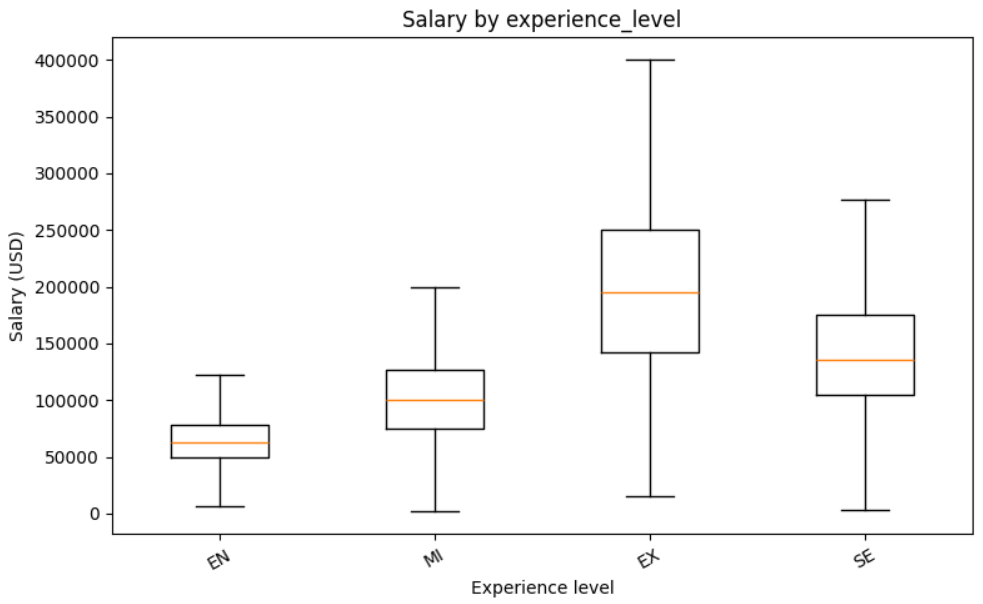 Salary by experience_level
400000
350000
300000
250000
200000
150000
100000
50000
0
Salary (USD)
EN MI EX SE
Experience level